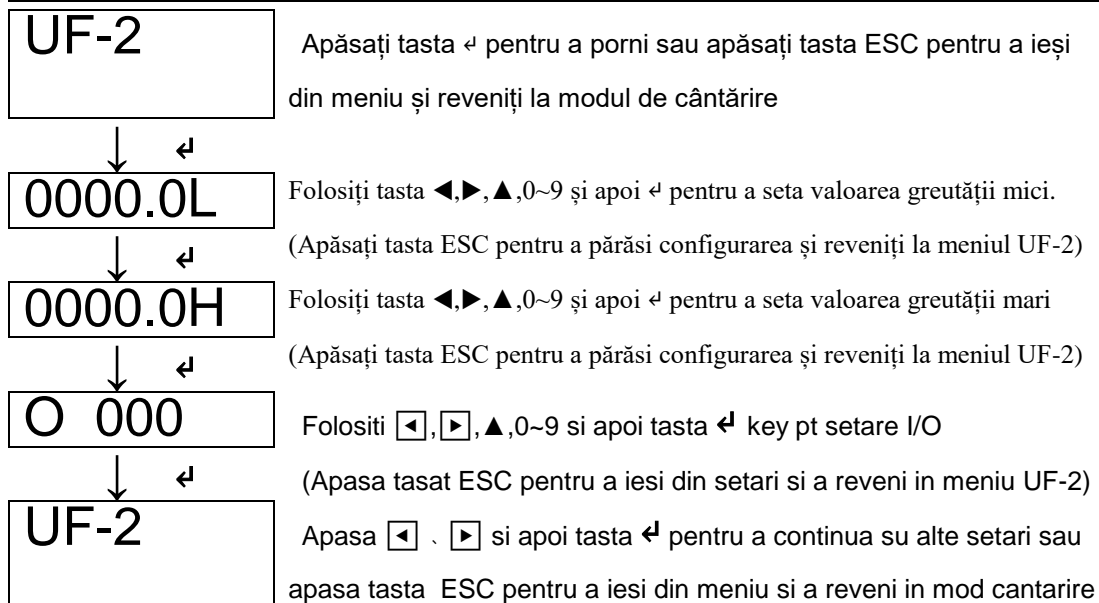 UF-2
Apăsați tasta ↵ pentru a porni sau apăsați tasta ESC pentru a ieși
din meniu și reveniți la modul de cântărire
↓ ↵
0000.0L
Folosiți tasta ◀,▶,▲,0~9 și apoi ↵ pentru a seta valoarea greutății mici.
(Apăsați tasta ESC pentru a părăsi configurarea și reveniți la meniul UF-2)
↓ ↵
0000.0H
Folosiți tasta ◀,▶,▲,0~9 și apoi ↵ pentru a seta valoarea greutății mari
(Apăsați tasta ESC pentru a părăsi configurarea și reveniți la meniul UF-2)
↓ ↵
O 000
Folositi ◀,▶,▲,0~9 si apoi tasta ↵ key pt setare I/O
(Apasa tasat ESC pentru a iesi din setari si a reveni in meniu UF-2)
↓ ↵
UF-2
Apasa ◀ 、▶ si apoi tasta ↵ pentru a continua su alte setari sau
apasa tasta ESC pentru a iesi din meniu si a reveni in mod cantarire